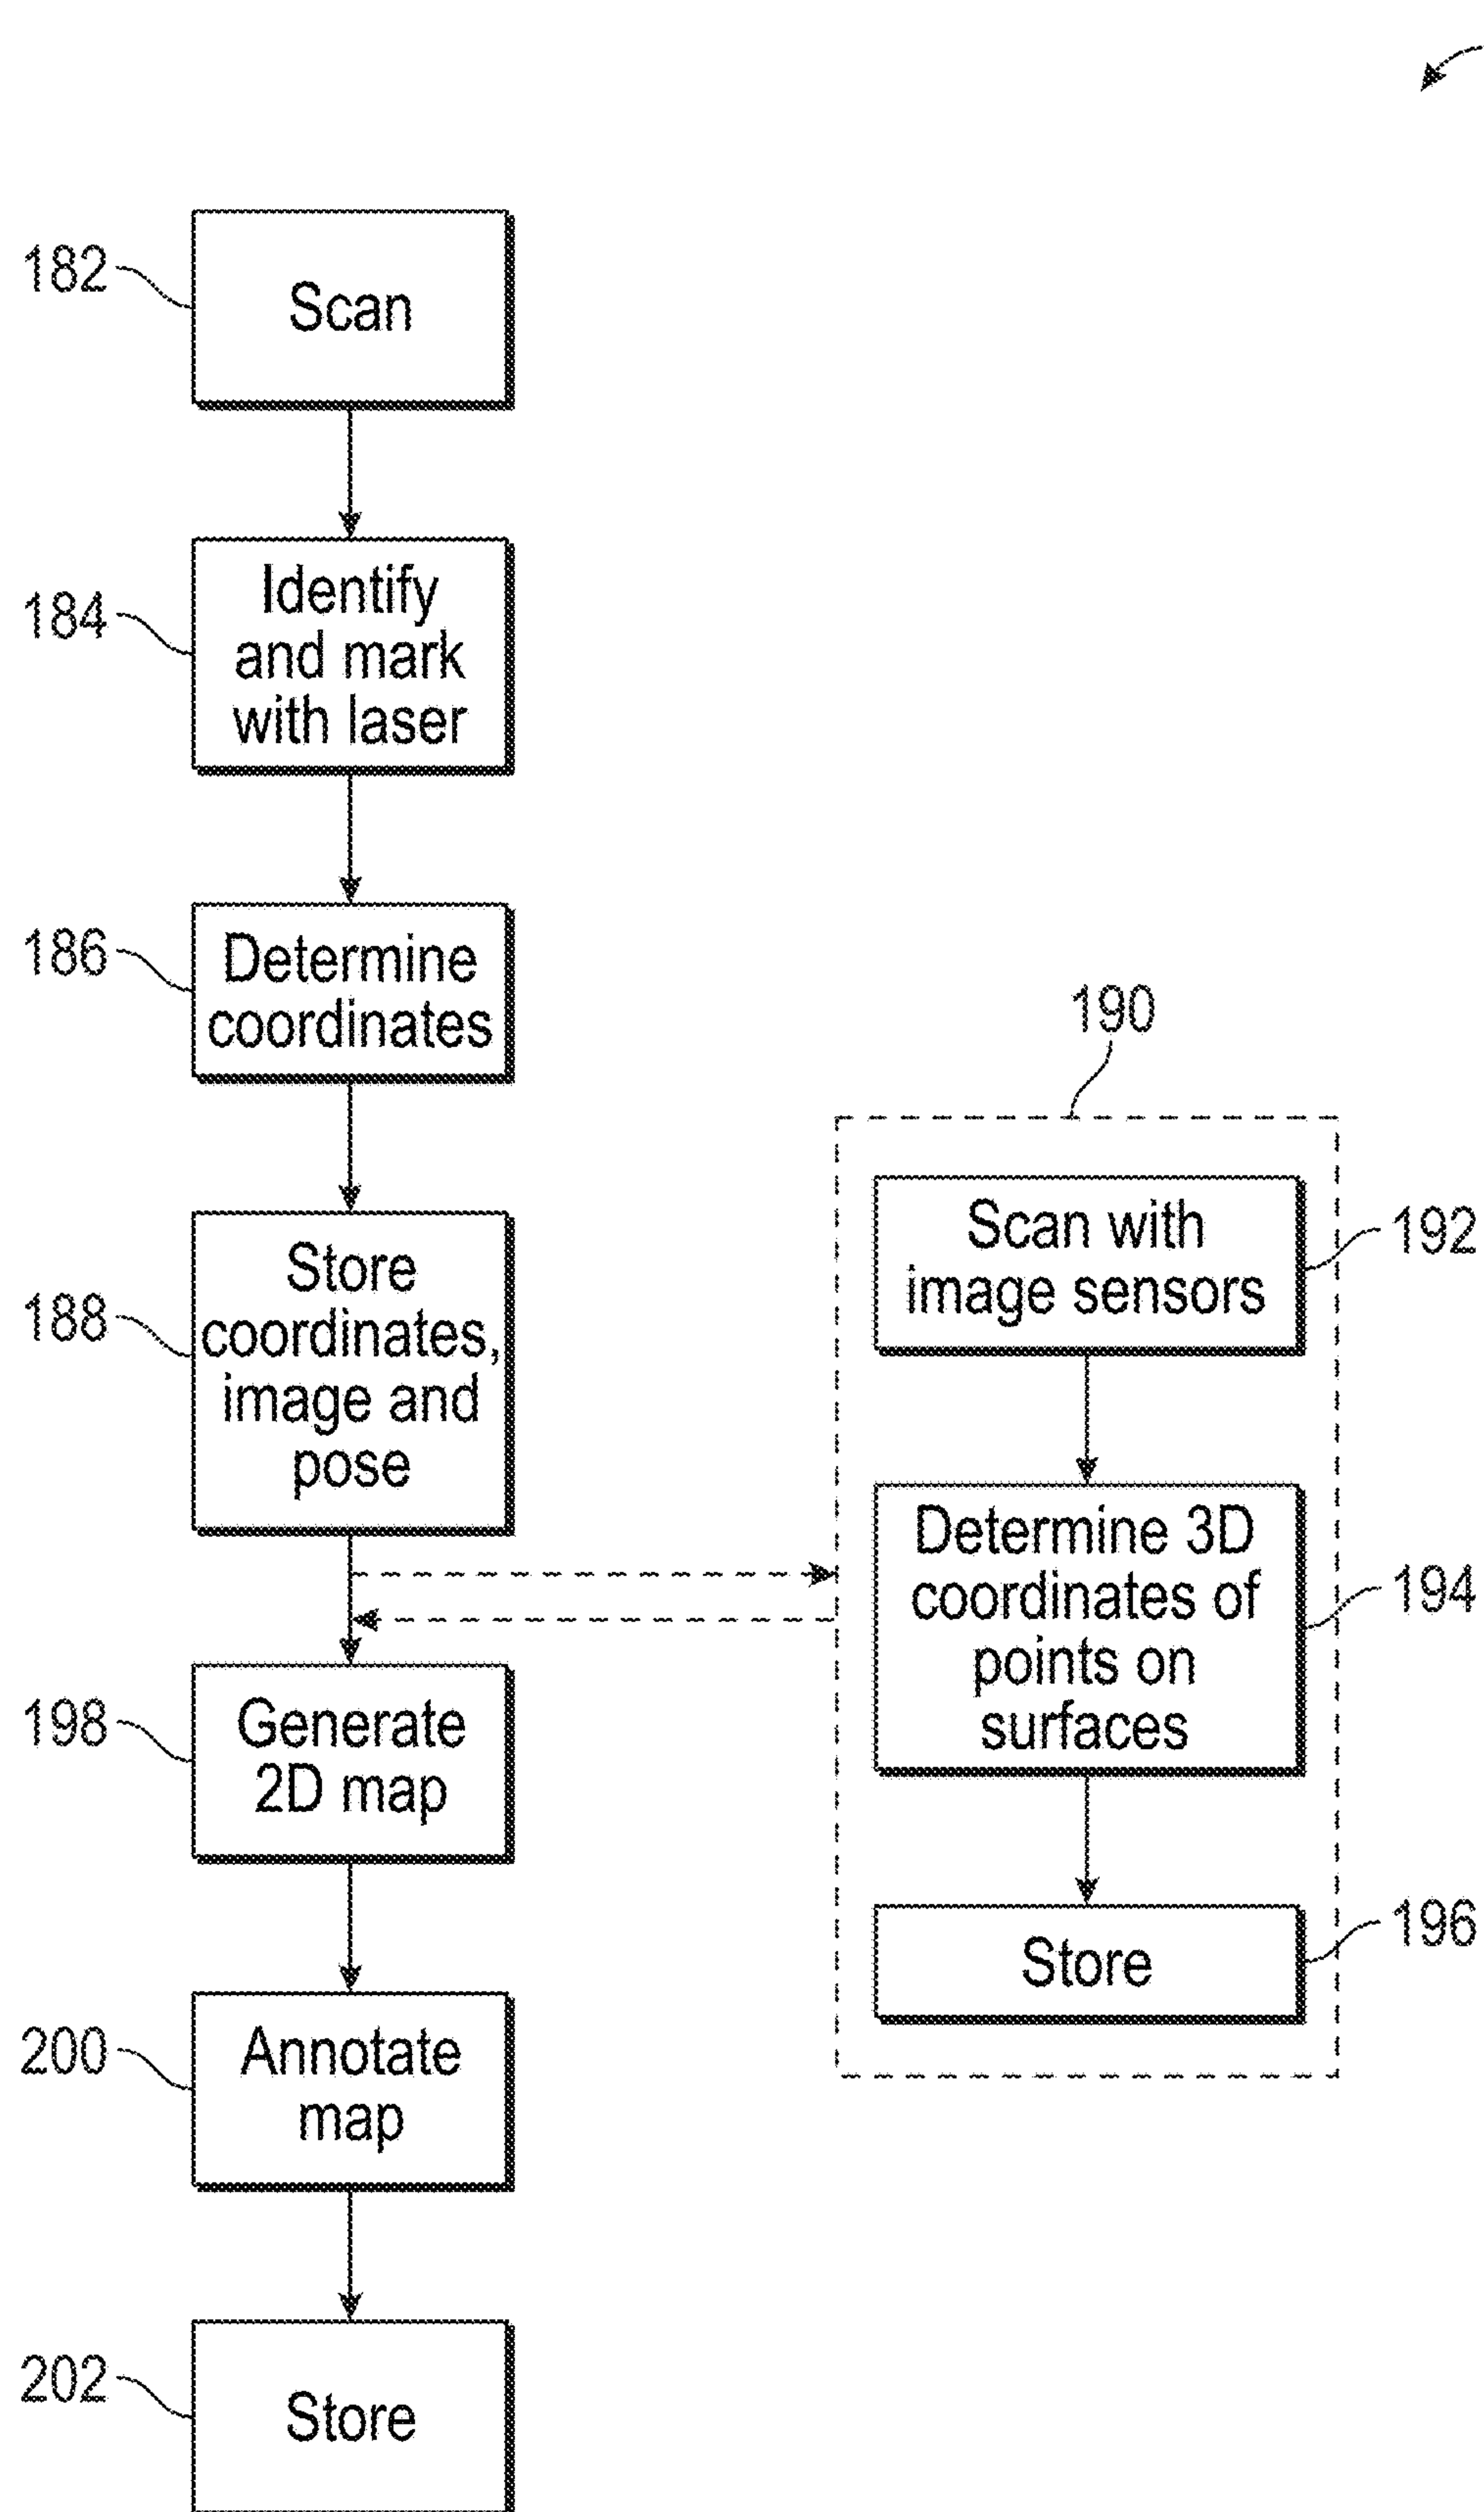 182
Scan
184
Identify
and mark
with laser
186
Determine
coordinates
188
Store
coordinates,
image and
pose
190
192
Scan with
image sensors
194
Determine 3D
coordinates of
points on
surfaces
196
Store
198
Generate
2D map
200
Annotate
map
202
Store